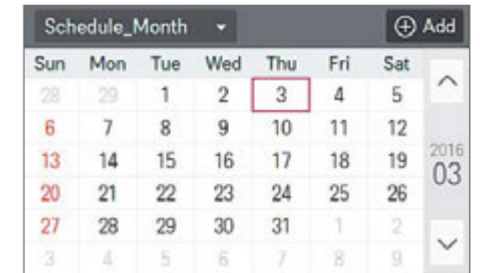 Schedule_Month Add
Sun Mon Tue Wed Thu Fri Sat
28 29 1 2 3 4 5
6 7 8 9 10 11 12
13 14 15 16 17 18 19 2016
20 21 22 23 24 25 26 03
27 28 29 30 31 1 2
3 4 5 6 7 8 9